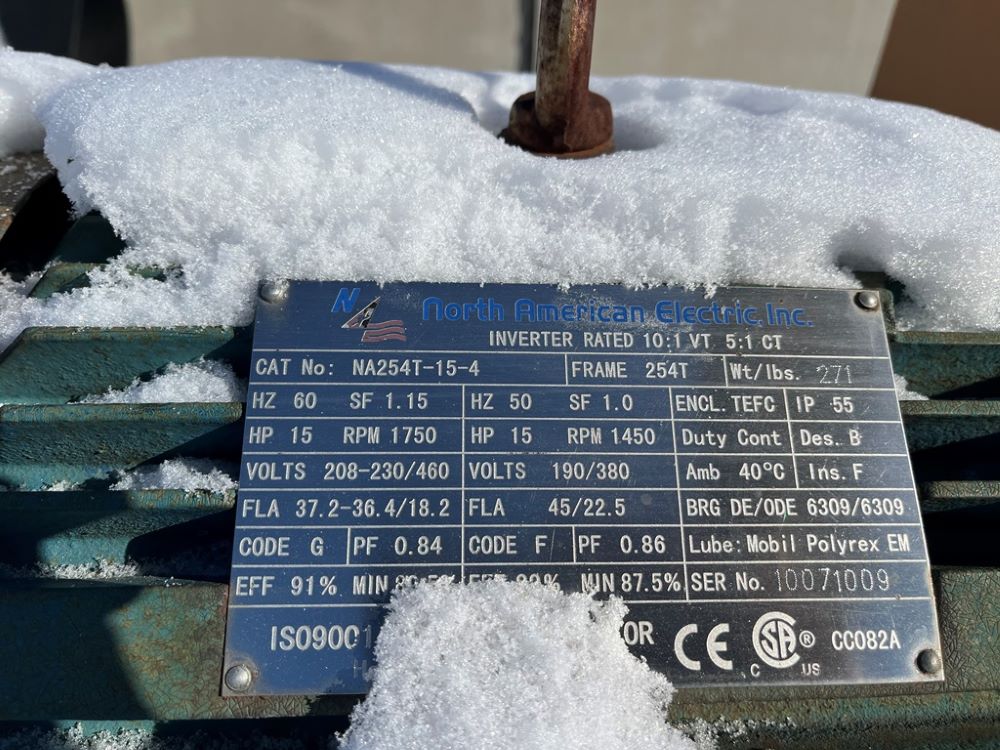 NA
North American Electric, Inc.
INVERTER RATED 10:1 VT, 5:1 CT
CAT No: NA254T-15-4 FRAME 254T Wt/lbs. 271
HZ 60 SF 1.15 HZ 50 SF 1.0 ENCL. TEFC IP 55
HP 15 RPM 1750 HP 15 RPM 1450 Duty Cont Des. B
VOLTS 208-230/460 VOLTS 190/380 Amb 40°C Ins. F
FLA 37.2-36.4/18.2 FLA 45/22.5 BRG DE/ODE 6309/6309
CODE G PF 0.84 CODE F PF 0.86 Lube: Mobil Polyrex EM
EFF 91% MIN EFF MIN 87.5% SER No. 10071009
ISO9001 OR CE SA® C US CC082A